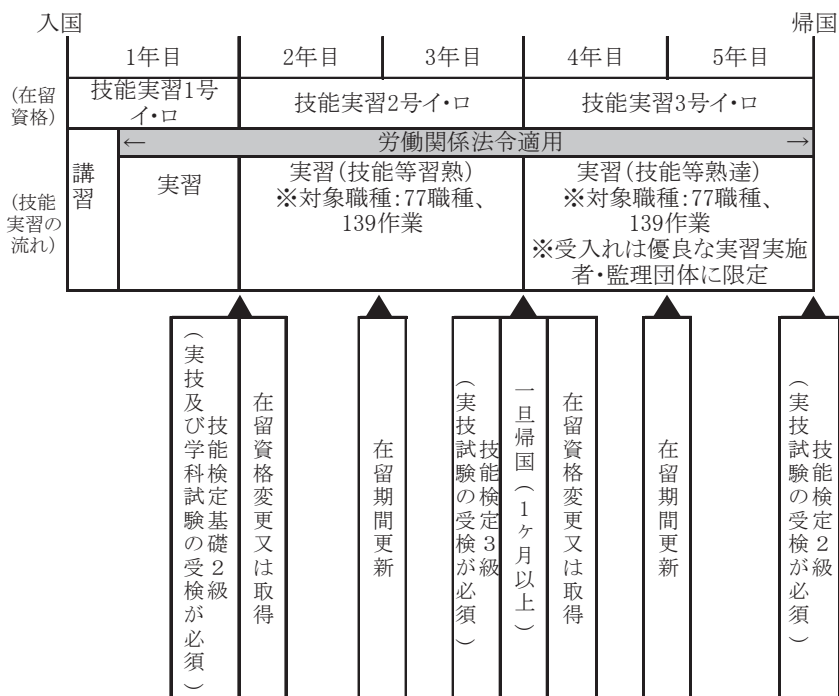 入国
帰国
1年目
2年目
3年目
4年目
5年目
(在留
資格)
技能実習1号
イ・ロ
技能実習2号イ・ロ
技能実習3号イ・ロ
(技能
実習の
流れ)
講習
← 労働関係法令適用 →
実習
実習(技能等習熟)
※対象職種:77職種、
139作業
実習(技能等熟達)
※対象職種:77職種、
139作業
※受入れは優良な実習実施
者・監理団体に限定
技能検定基礎2級
(実技及び学科試験の受検が必須)
在留資格変更又は取得
在留期間更新
技能検定3級
(実技試験の受検が必須)
一旦帰国(1ヶ月以上)
在留資格変更又は取得
在留期間更新
技能検定2級
(実技試験の受検が必須)